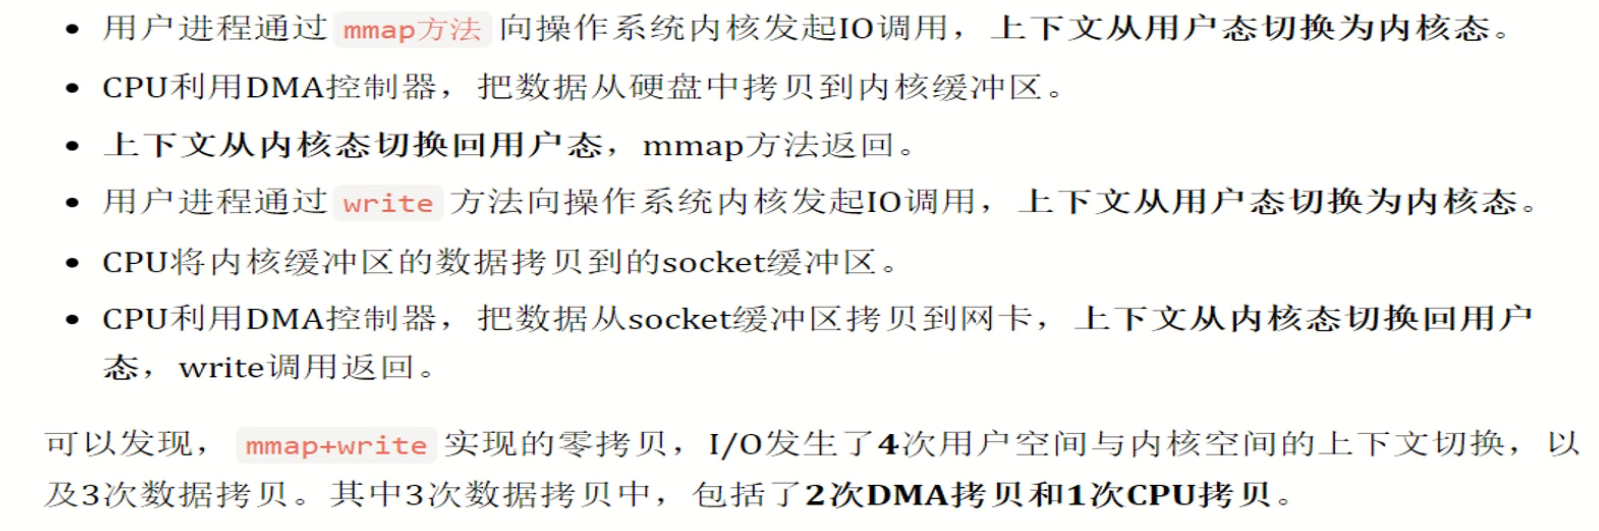 • 用户进程通过 mmap方法 向操作系统内核发起IO调用，上下文从用户态切换为内核态。
• CPU利用DMA控制器，把数据从硬盘中拷贝到内核缓冲区。
• 上下文从内核态切换回用户态，mmap方法返回。
• 用户进程通过 write 方法向操作系统内核发起IO调用，上下文从用户态切换为内核态。
• CPU将内核缓冲区的数据拷贝到的socket缓冲区。
• CPU利用DMA控制器，把数据从socket缓冲区拷贝到网卡，上下文从内核态切换回用户
态，write调用返回。
可以发现， mmap+write 实现的零拷贝，I/O发生了4次用户空间与内核空间的上下文切换，以
及3次数据拷贝。其中3次数据拷贝中，包括了2次DMA拷贝和1次CPU拷贝。